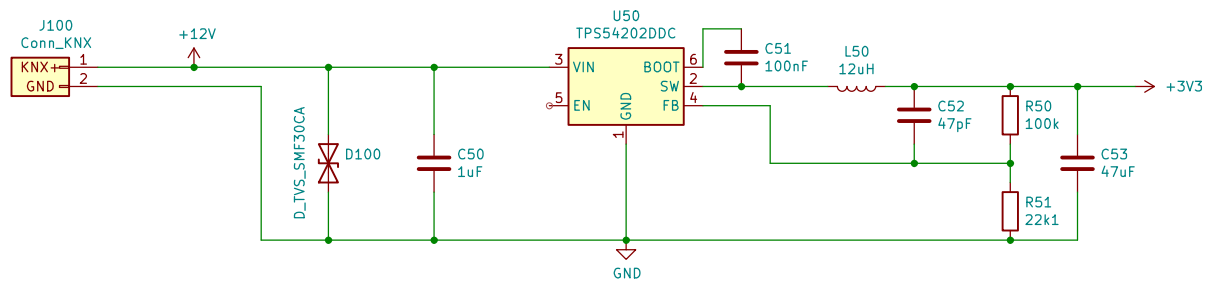 J100
Conn_KNX
KNX+
GND
1
2
+12V
D_TVS_SMF30CA
D100
C50
1uF
U50
TPS54202DDC
3
VIN
5
EN
BOOT
6
SW
2
FB
4
GND
1
GND
C51
100nF
L50
12uH
C52
47pF
R50
100k
R51
22k1
C53
47uF
+3V3